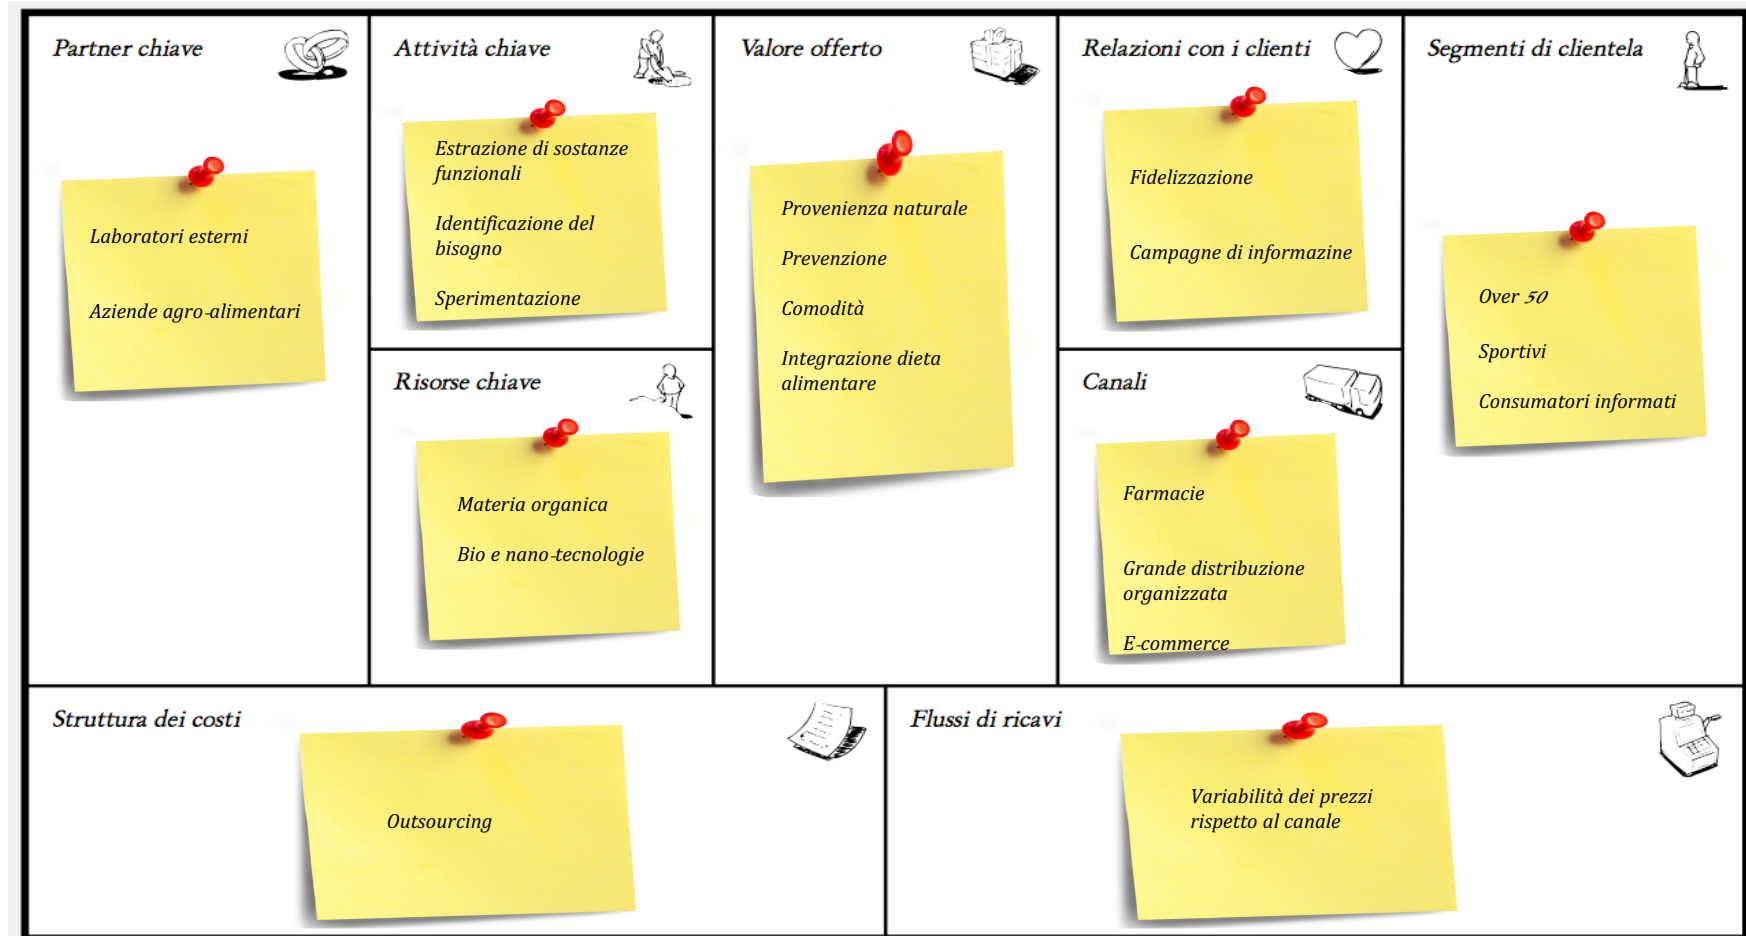 Partner chiave
Laboratori esterni
Aziende agro-alimentari
Attività chiave
Estrazione di sostanze
funzionali
Identificazione del
bisogno
Sperimentazione
Risorse chiave
Materia organica
Bio e nano-tecnologie
Valore offerto
Provenienza naturale
Prevenzione
Comodità
Integrazione dieta
alimentare
Relazioni con i clienti
Fidelizzazione
Campagne di informazine
Canali
Farmacie
Grande distribuzione
organizzata
E-commerce
Segmenti di clientela
Over 50
Sportivi
Consumatori informati
Struttura dei costi
Outsourcing
Flussi di ricavi
Variabilità dei prezzi
rispetto al canale